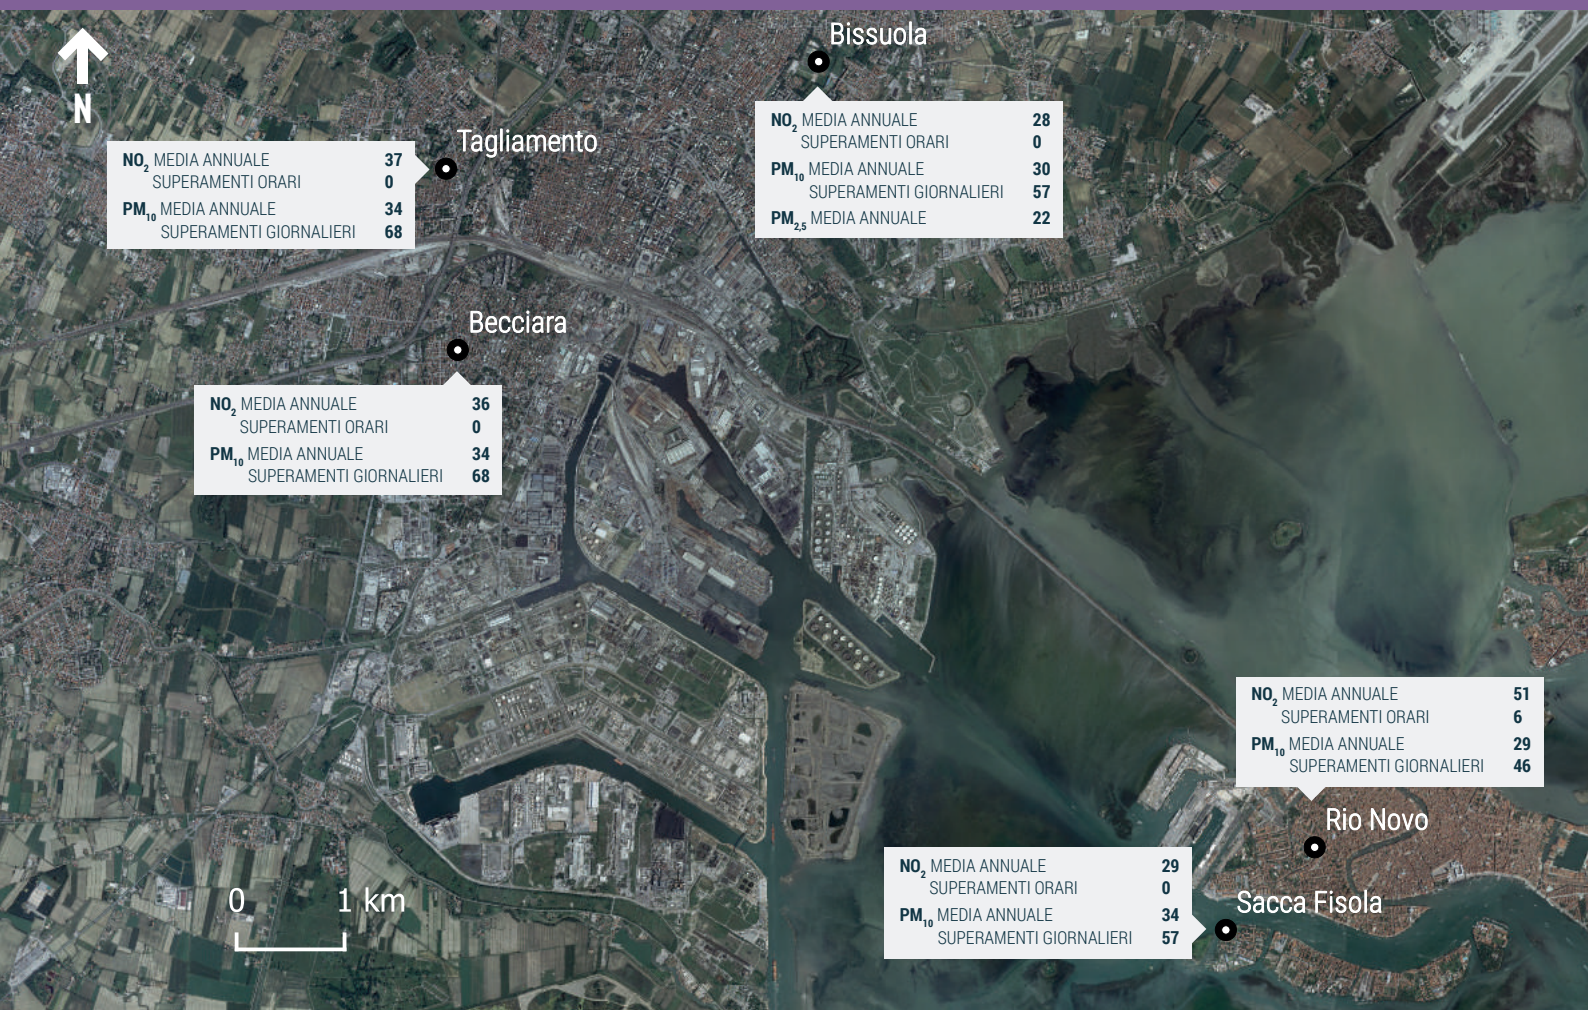 N
Bissuola
NO2 MEDIA ANNUALE 28
SUPERAMENTI ORARI 0
PM10 MEDIA ANNUALE 30
SUPERAMENTI GIORNALIERI 57
PM2,5 MEDIA ANNUALE 22
Tagliamento
NO2 MEDIA ANNUALE 37
SUPERAMENTI ORARI 0
PM10 MEDIA ANNUALE 34
SUPERAMENTI GIORNALIERI 68
Becciara
NO2 MEDIA ANNUALE 36
SUPERAMENTI ORARI 0
PM10 MEDIA ANNUALE 34
SUPERAMENTI GIORNALIERI 68
NO2 MEDIA ANNUALE 51
SUPERAMENTI ORARI 6
PM10 MEDIA ANNUALE 29
SUPERAMENTI GIORNALIERI 46
Rio Novo
NO2 MEDIA ANNUALE 29
SUPERAMENTI ORARI 0
PM10 MEDIA ANNUALE 34
SUPERAMENTI GIORNALIERI 57
Sacca Fisola
0 1 km